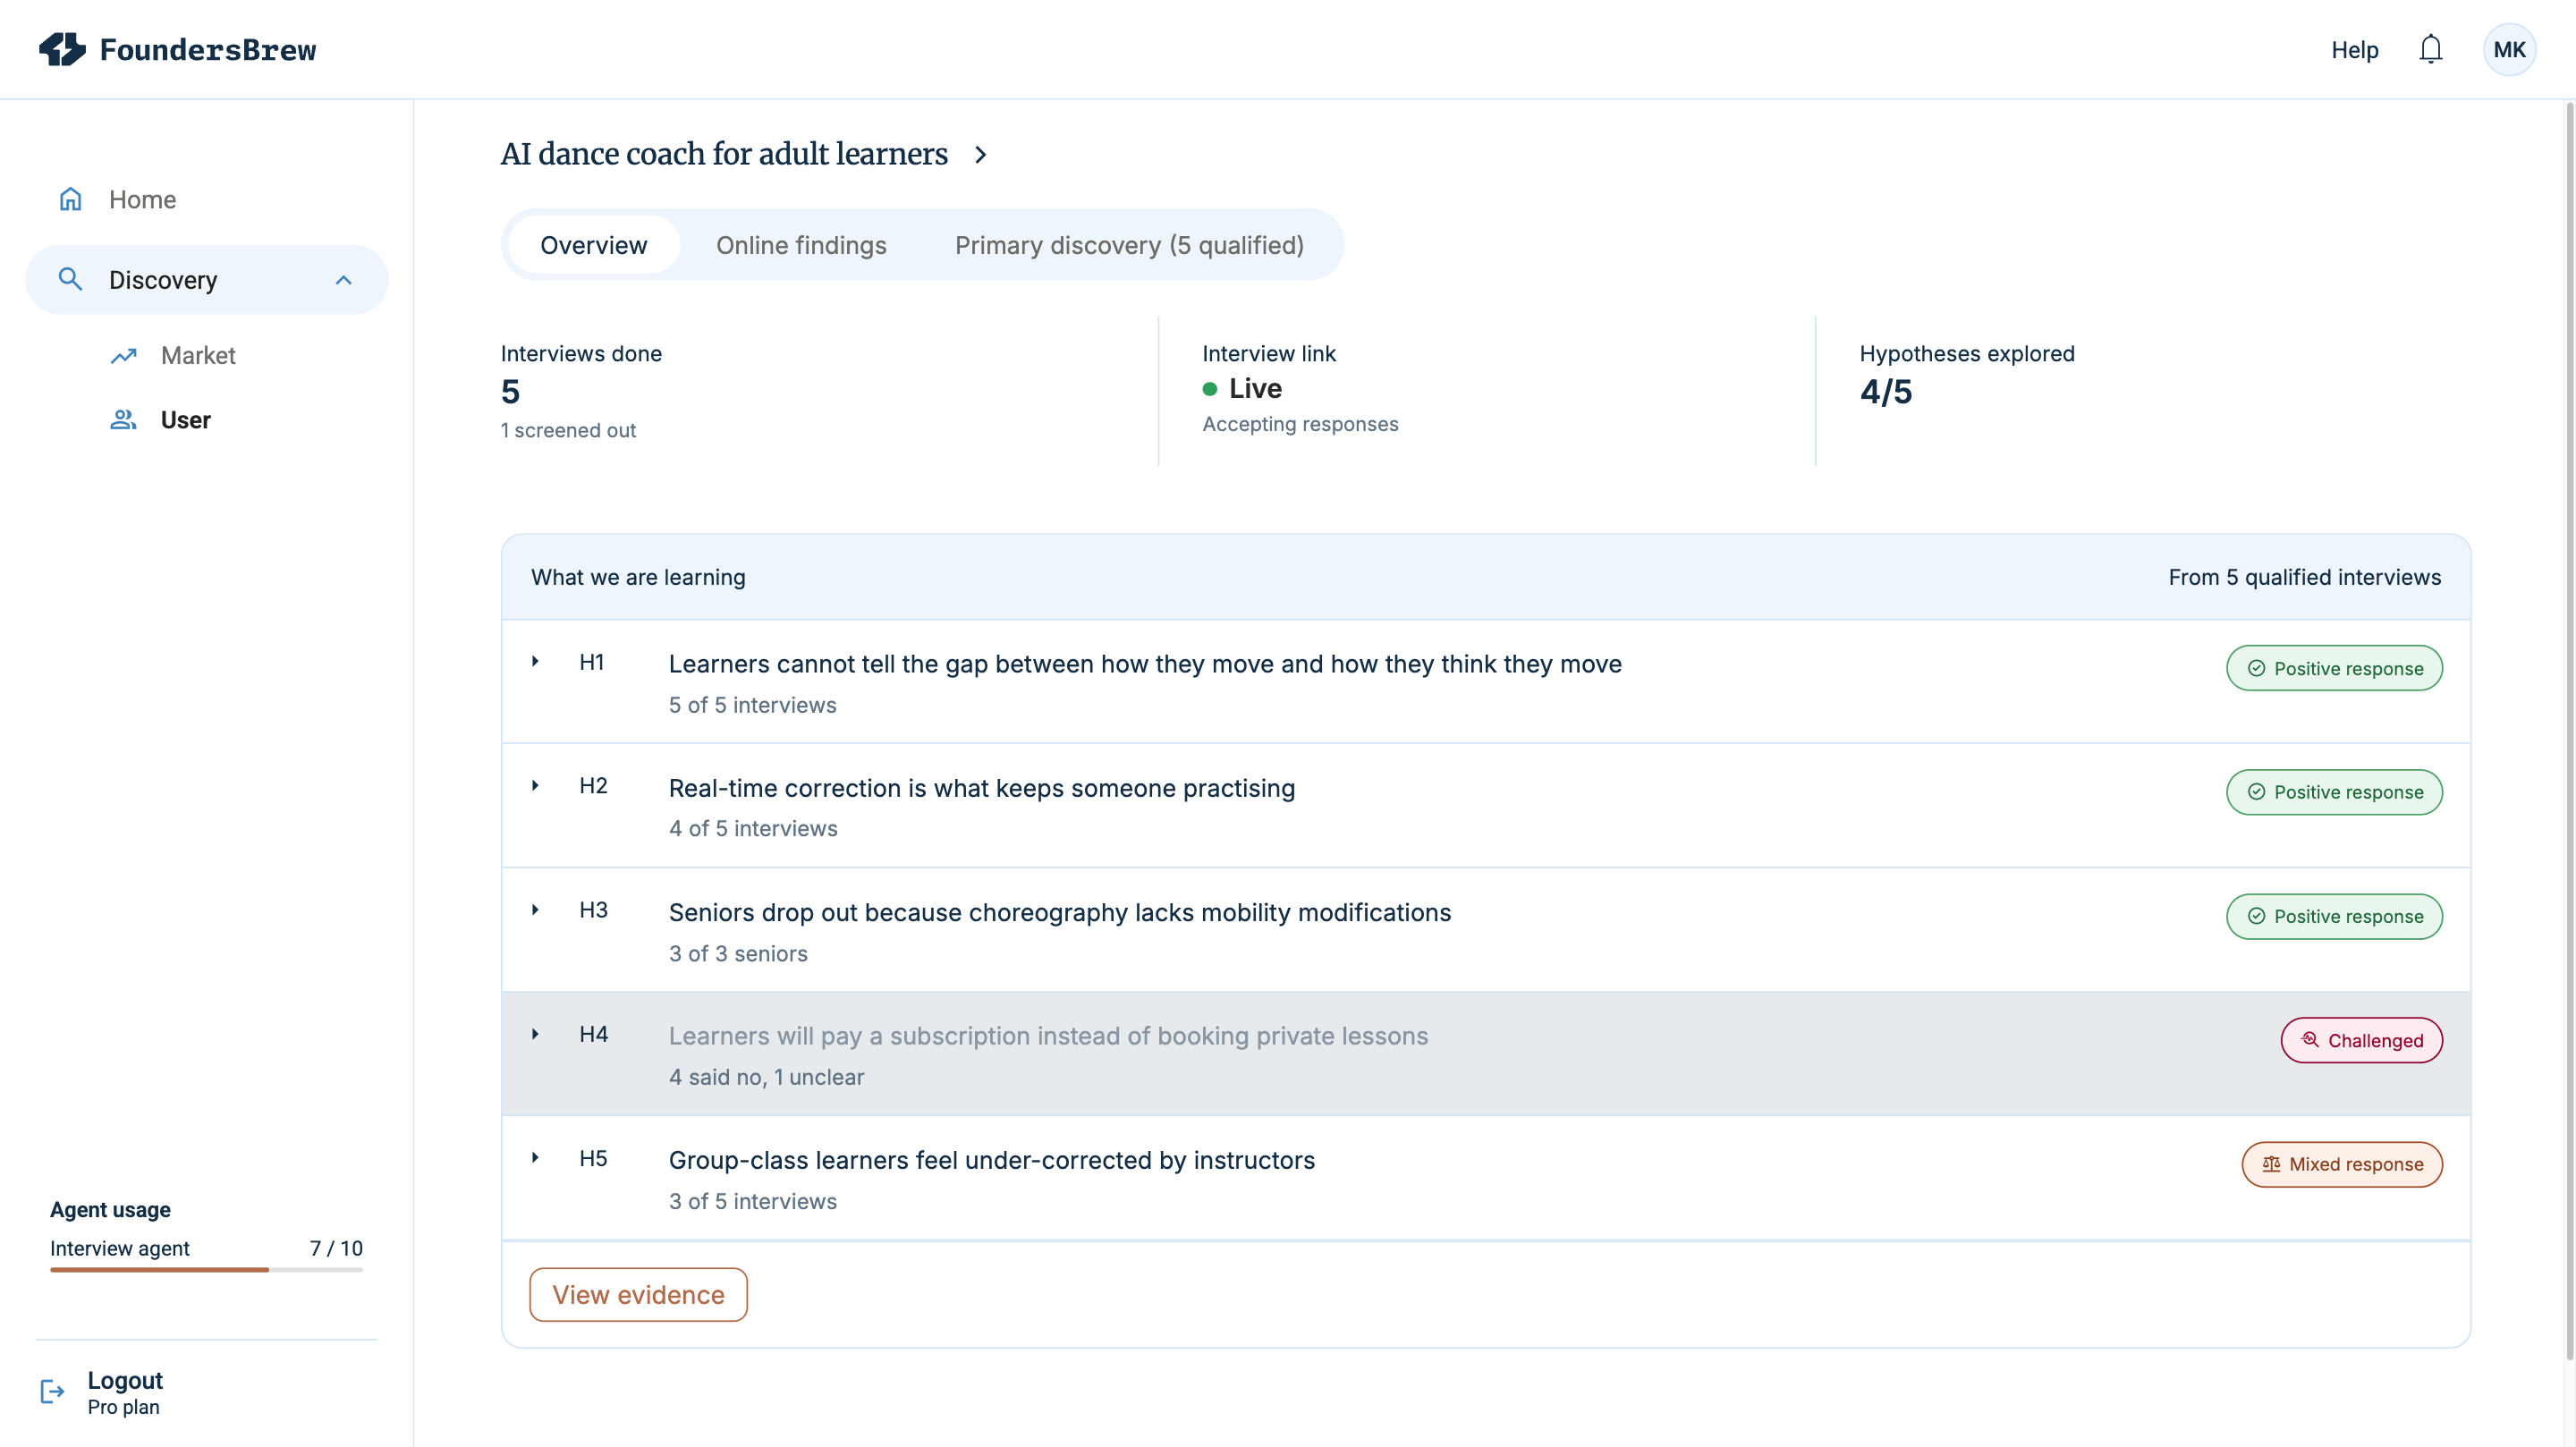 FoundersBrew
Help
MK
Home
Discovery
Market
User
Agent usage
Interview agent 7 / 10
Logout
Pro plan
AI dance coach for adult learners
Overview Online findings Primary discovery (5 qualified)
Interviews done
5
1 screened out
Interview link
Live
Accepting responses
Hypotheses explored
4/5
What we are learning From 5 qualified interviews
H1 Learners cannot tell the gap between how they move and how they think they move Positive response
5 of 5 interviews
H2 Real-time correction is what keeps someone practising Positive response
4 of 5 interviews
H3 Seniors drop out because choreography lacks mobility modifications Positive response
3 of 3 seniors
H4 Learners will pay a subscription instead of booking private lessons Challenged
4 said no, 1 unclear
H5 Group-class learners feel under-corrected by instructors Mixed response
3 of 5 interviews
View evidence